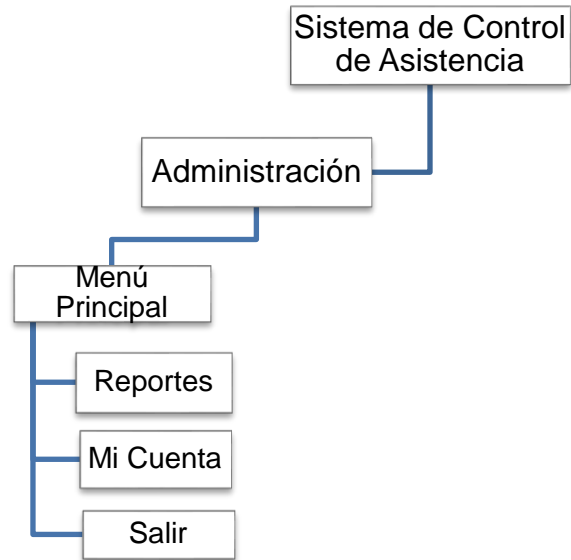 Sistema de Control
de Asistencia
Administración
Menú
Principal
Reportes
Mi Cuenta
Salir